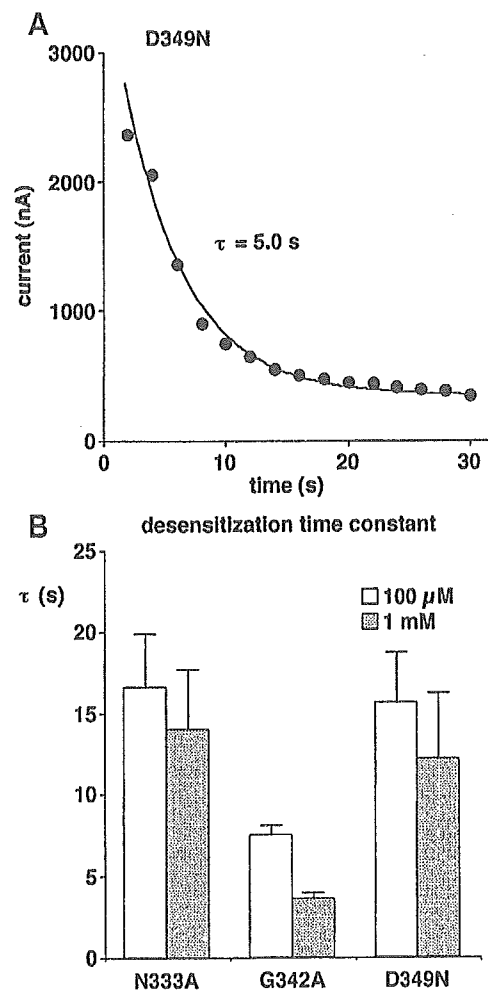 A
D349N
3000
2000
1000
0
current (nA)
τ = 5.0 s
0 10 20 30
time (s)
B
desensitization time constant
25
τ (s)
20
15
10
5
0
100 µM
1 mM
N333A G342A D349N